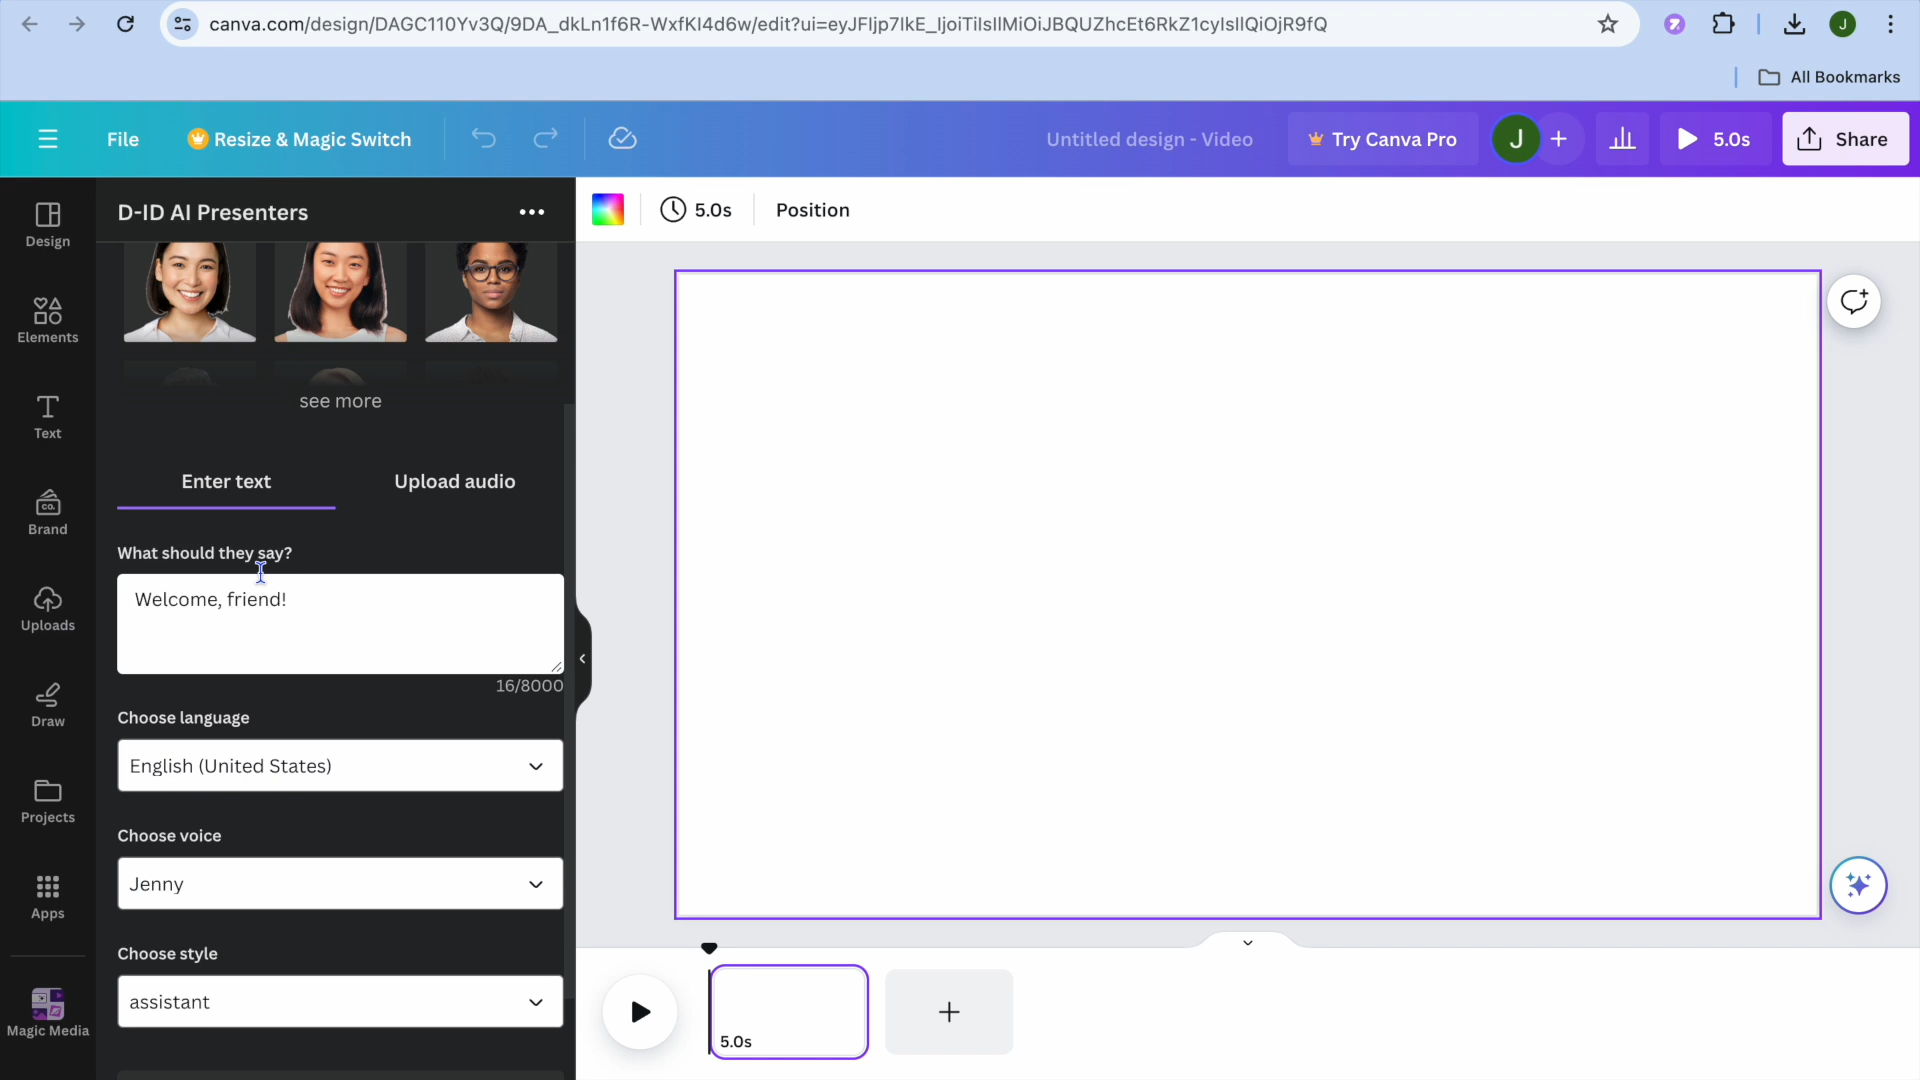 canva.com/design/DAGC110Yv3Q/9DA_dkLn1f6R-WxfKI4d6w/edit?ui=eyJFIjp7IkE_IjoiTiIsIlMiOiJBQUZhcEt6RkZ1cyIsIlQiOjR9fQ
J
All Bookmarks
File
Resize & Magic Switch
Untitled design - Video
Try Canva Pro
J
5.0s
Share
Design
Elements
Text
Brand
CO.
Uploads
Draw
Projects
Apps
Magic Media
D-ID AI Presenters
see more
Enter text
Upload audio
What should they say?
Welcome, friend!
16/8000
Choose language
English (United States)
Choose voice
Jenny
Choose style
assistant
5.0s
Position
5.0s